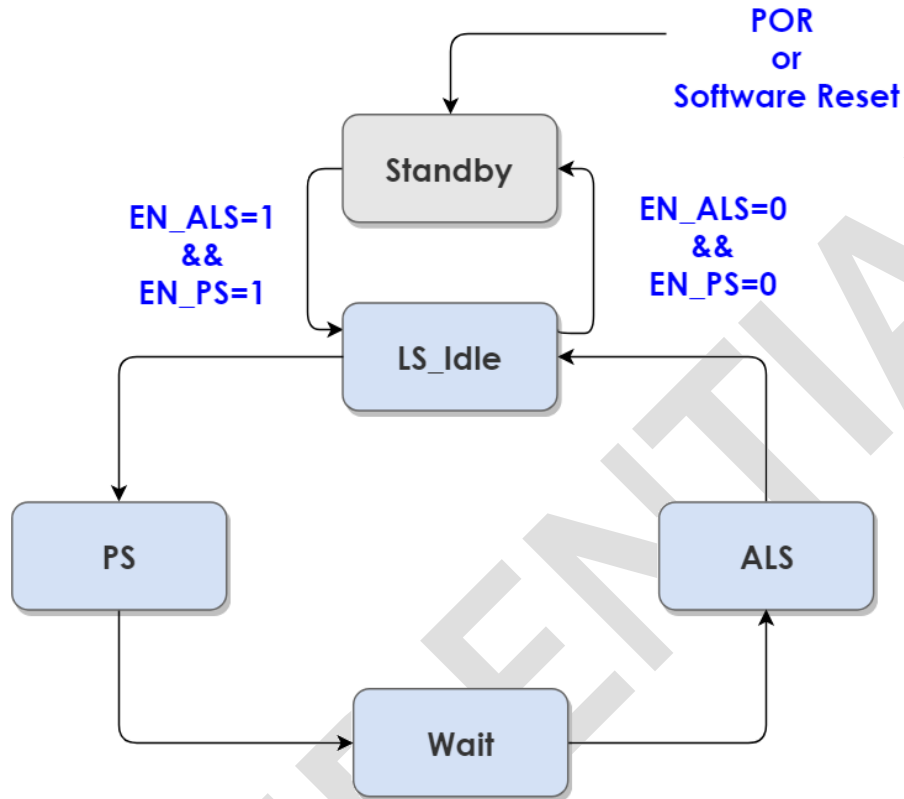 POR
or
Software Reset
Standby
EN_ALS=1
&&
EN_PS=1
EN_ALS=0
&&
EN_PS=0
LS_Idle
PS
ALS
Wait